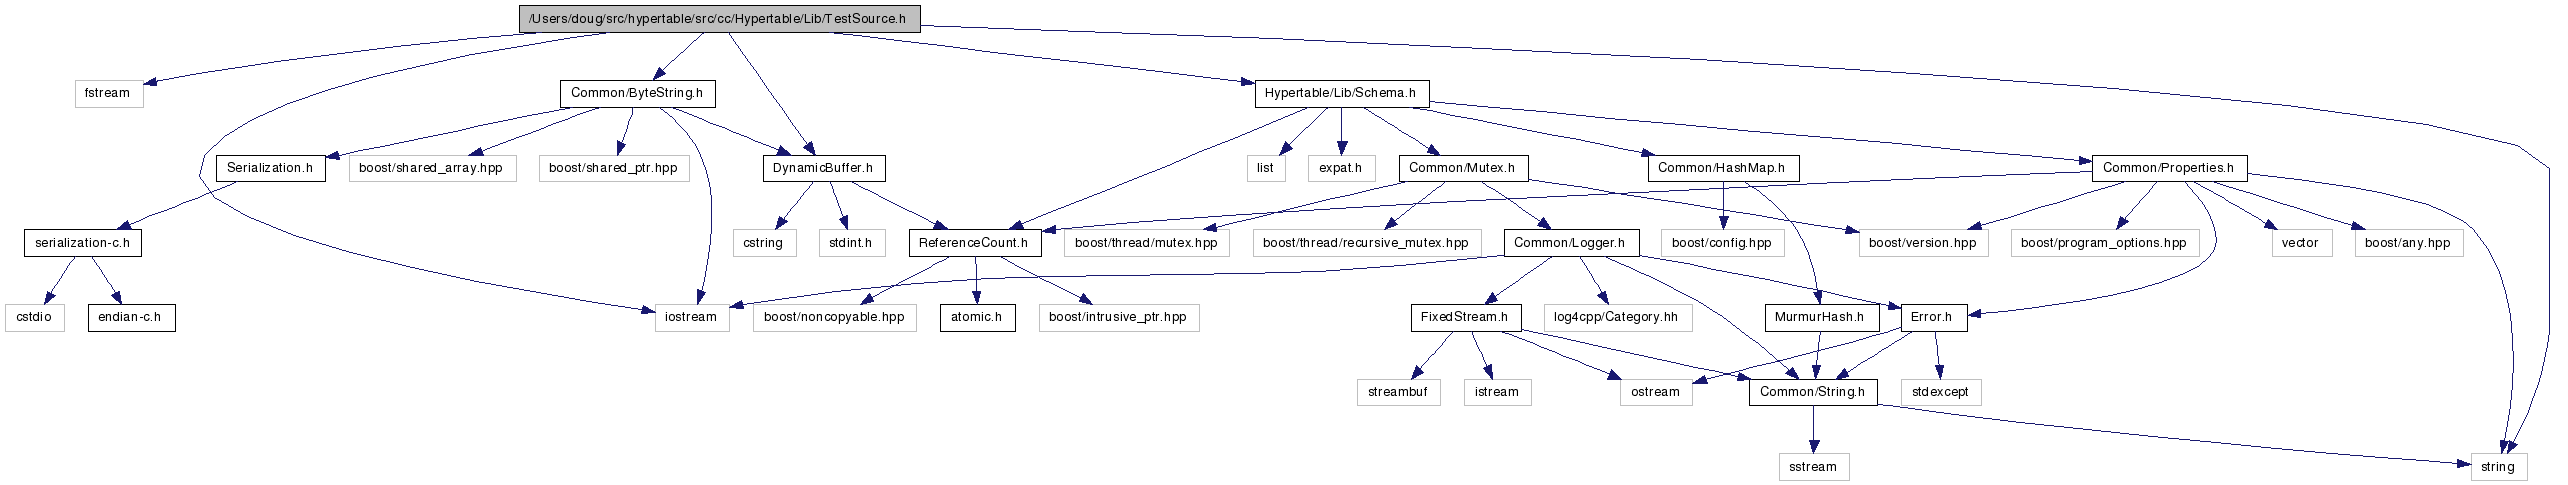 /Users/doug/src/hypertable/src/cc/Hypertable/Lib/TestSource.h
fstream
Common/ByteString.h
Hypertable/Lib/Schema.h
Serialization.h
boost/shared_array.hpp
boost/shared_ptr.hpp
DynamicBuffer.h
list
expat.h
Common/Mutex.h
Common/HashMap.h
Common/Properties.h
serialization-c.h
cstring
stdint.h
ReferenceCount.h
boost/thread/mutex.hpp
boost/thread/recursive_mutex.hpp
Common/Logger.h
boost/config.hpp
boost/version.hpp
boost/program_options.hpp
vector
boost/any.hpp
cstdio
endian-c.h
iostream
boost/noncopyable.hpp
atomic.h
boost/intrusive_ptr.hpp
FixedStream.h
log4cpp/Category.hh
MurmurHash.h
Error.h
streambuf
istream
ostream
Common/String.h
stdexcept
sstream
string